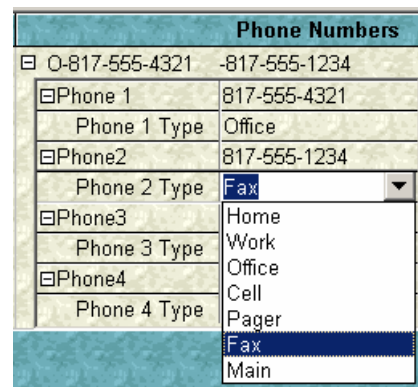 Phone Numbers
O-817-555-4321 -817-555-1234
Phone 1 817-555-4321
Phone 1 Type Office
Phone2 817-555-1234
Phone 2 Type Fax
Phone3
Phone 3 Type
Phone4
Phone 4 Type
Home
Work
Office
Cell
Pager
Fax
Main